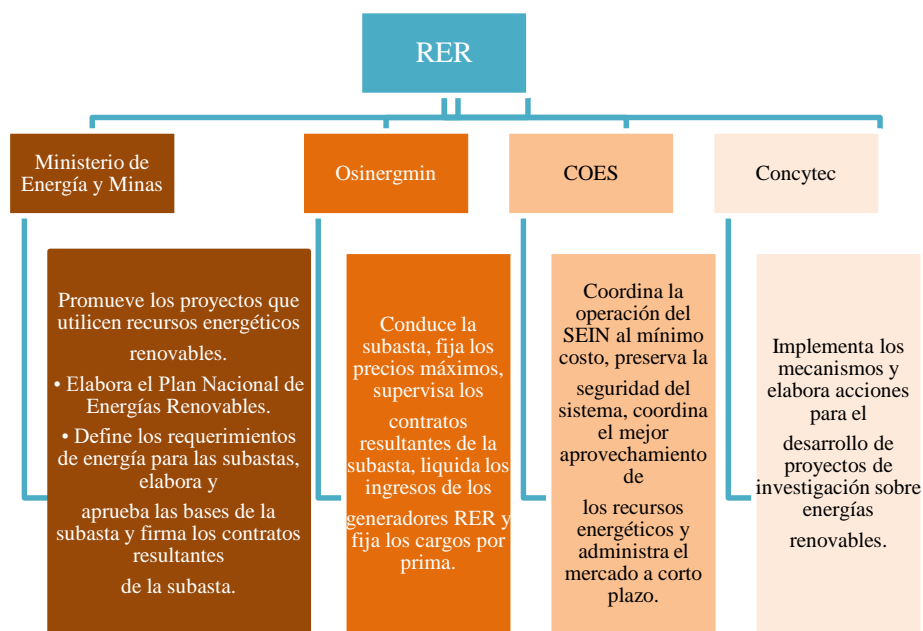 RER
Ministerio de
Energía y Minas
Promueve los proyectos que
utilicen recursos energéticos
renovables.
• Elabora el Plan Nacional de
Energías Renovables.
• Define los requerimientos
de energía para las subastas,
elabora y
aprueba las bases de la
subasta y firma los contratos
resultantes
de la subasta.
Osinergmin
Conduce la
subasta, fija los
precios máximos,
supervisa los
contratos
resultantes de la
subasta, liquida los
ingresos de los
generadores RER y
fija los cargos por
prima.
COES
Coordina la
operación del
SEIN al mínimo
costo, preserva la
seguridad del
sistema, coordina
el mejor
aprovechamiento
de
los recursos
energéticos y
administra el
mercado a corto
plazo.
Concytec
Implementa los
mecanismos y
elabora acciones
para el
desarrollo de
proyectos de
investigación sobre
energías
renovables.